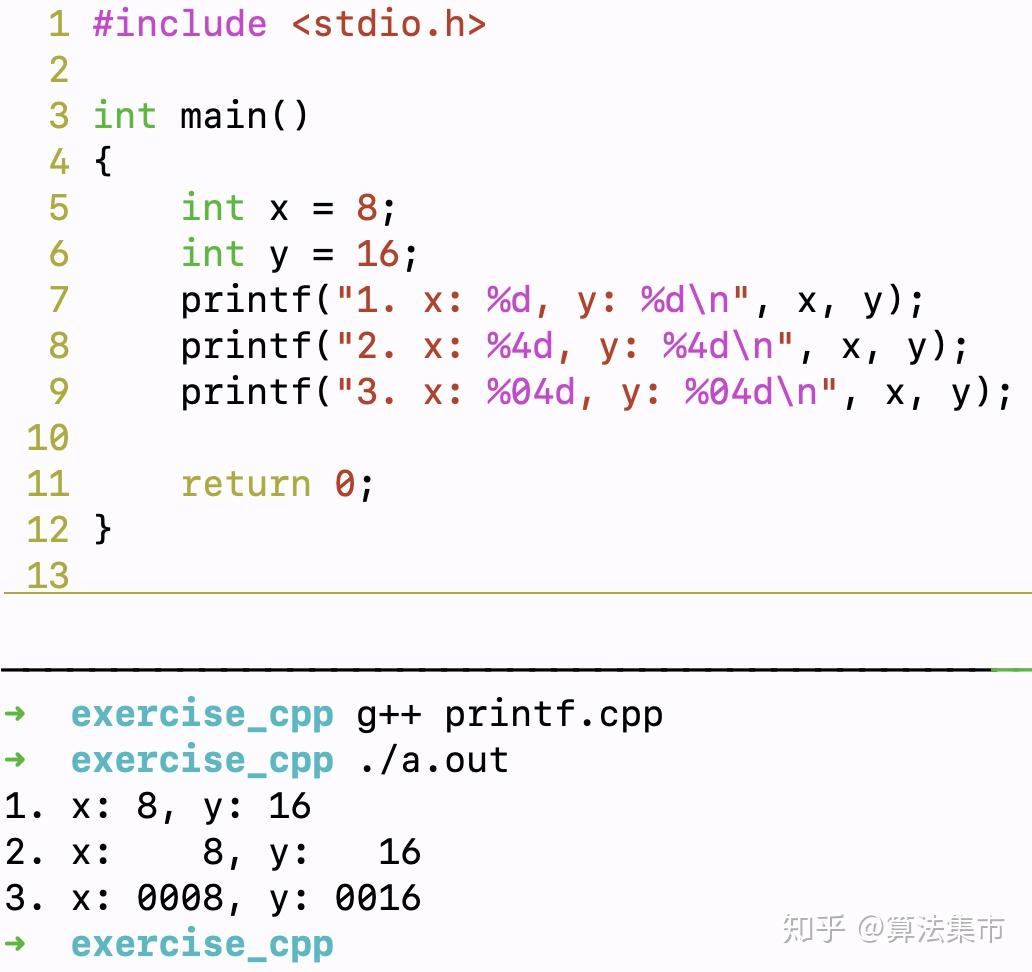 1 #include <stdio.h>
2
3 int main()
4 {
5     int x = 8;
6     int y = 16;
7     printf("1. x: %d, y: %d\n", x, y);
8     printf("2. x: %4d, y: %4d\n", x, y);
9     printf("3. x: %04d, y: %04d\n", x, y);
10
11     return 0;
12 }
13
→  exercise_cpp g++ printf.cpp
→  exercise_cpp ./a.out
1. x: 8, y: 16
2. x:    8, y:   16
3. x: 0008, y: 0016
→  exercise_cpp
知乎 @算法集市